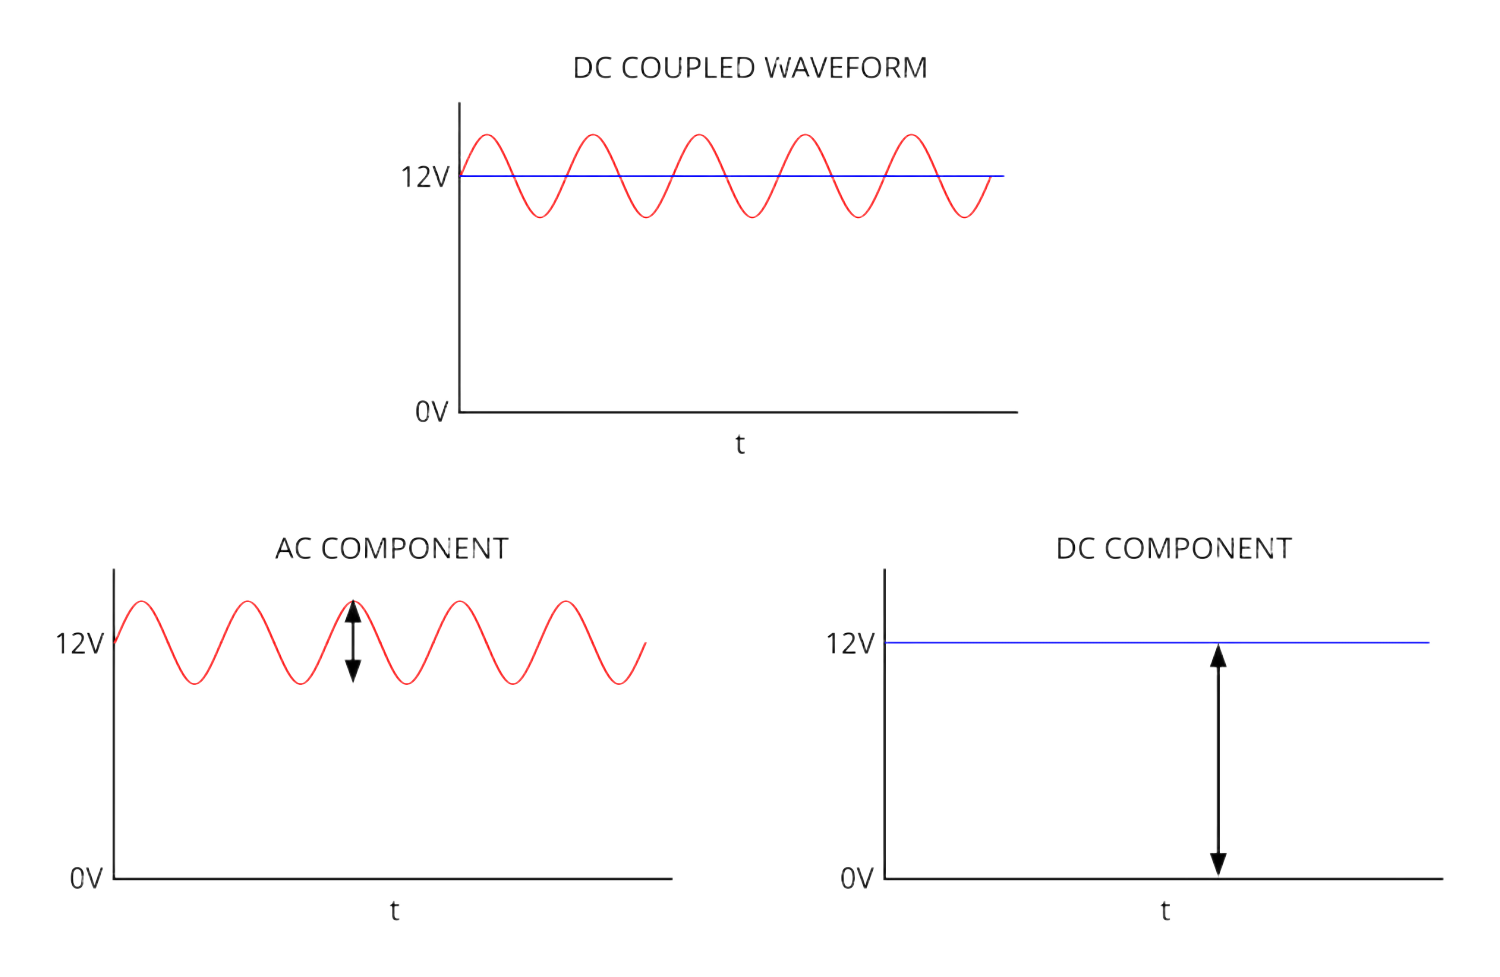 DC COUPLED WAVEFORM
12V
0V
t
AC COMPONENT
12V
0V
t
DC COMPONENT
12V
0V
t